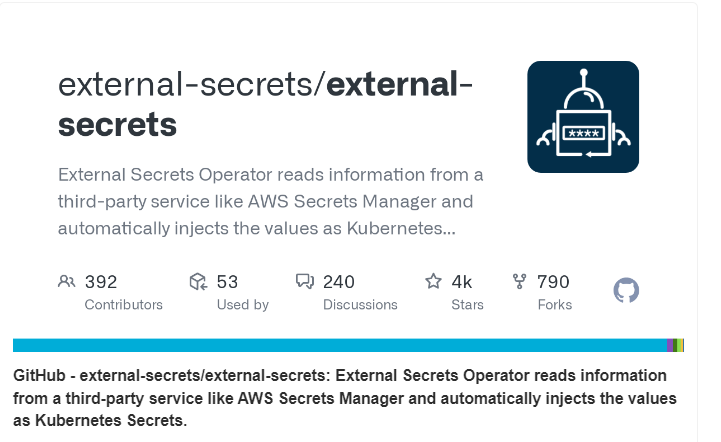 external-secrets/external-
secrets
****
External Secrets Operator reads information from a
third-party service like AWS Secrets Manager and
automatically injects the values as Kubernetes...
392 53 240 4k 790
Contributors Used by Discussions Stars Forks
GitHub - external-secrets/external-secrets: External Secrets Operator reads information
from a third-party service like AWS Secrets Manager and automatically injects the values
as Kubernetes Secrets.